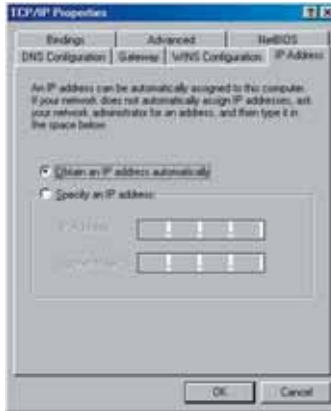 TCP/IP Properties
Bindings Advanced NetBIOS
DNS Configuration Gateway WINS Configuration IP Address
An IP address can be automatically assigned to this computer.
If your network does not automatically assign IP addresses, ask
your network administrator for an address, and then type it in
the space below.
Obtain an IP address automatically
Specify an IP address:
IP Address:
OK Cancel